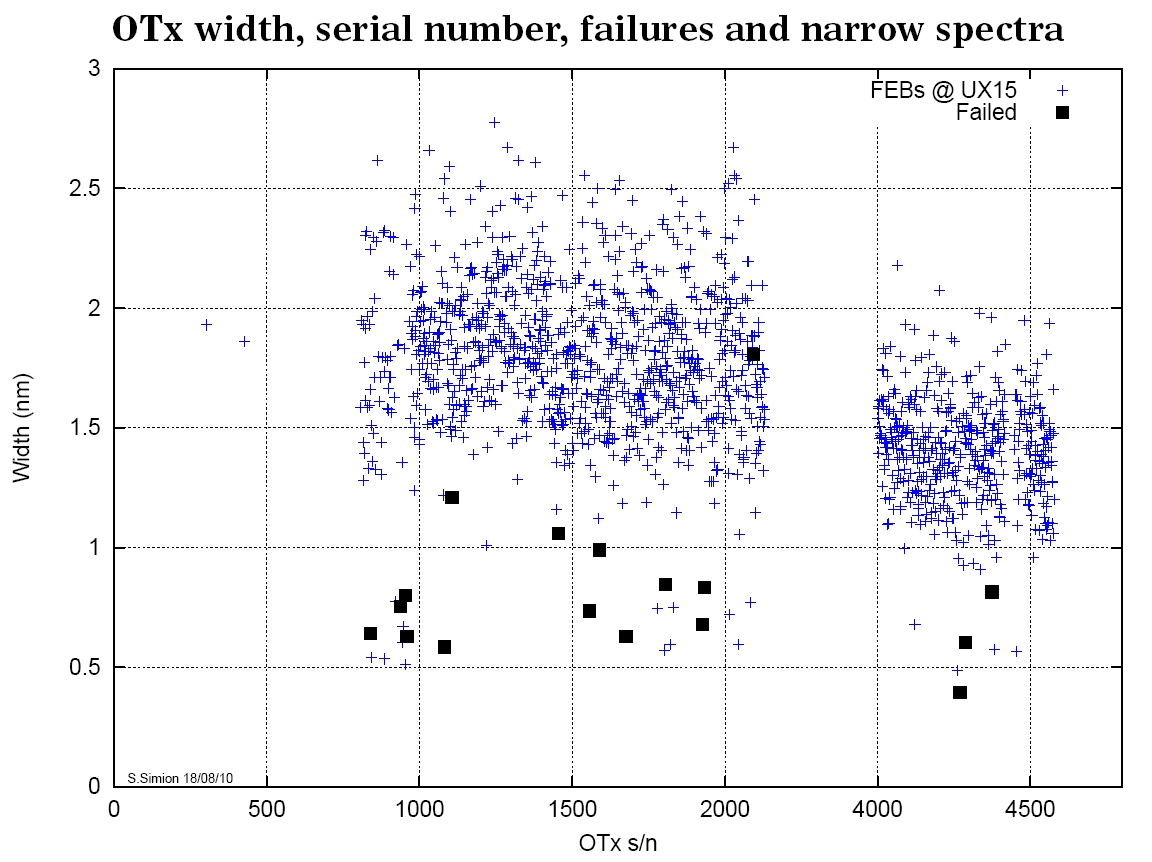 OTx width, serial number, failures and narrow spectra
3
2.5
2
1.5
1
0.5
0
Width (nm)
FEBs @ UX15
Failed
S.Simion 18/08/10
0 500 1000 1500 2000 4000 4500
OTx s/n